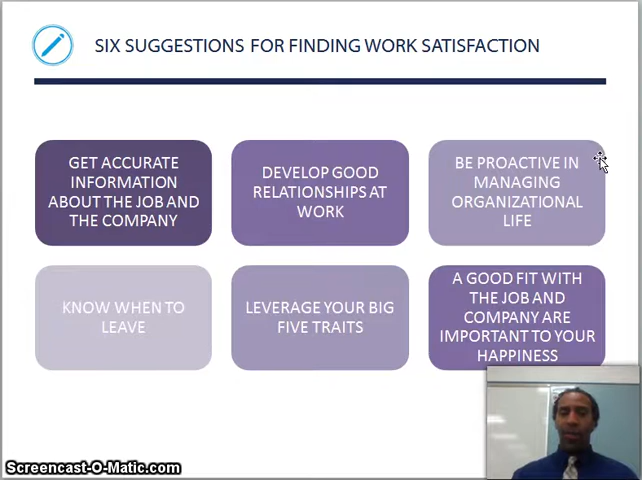 SIX SUGGESTIONS FOR FINDING WORK SATISFACTION
GET ACCURATE
INFORMATION
ABOUT THE JOB AND
THE COMPANY
DEVELOP GOOD
RELATIONSHIPS AT
WORK
BE PROACTIVE IN
MANAGING
ORGANIZATIONAL
LIFE
KNOW WHEN TO
LEAVE
LEVERAGE YOUR BIG
FIVE TRAITS
A GOOD FIT WITH
THE JOB AND
COMPANY ARE
IMPORTANT TO YOUR
HAPPINESS
Screencast-O-Matic.com